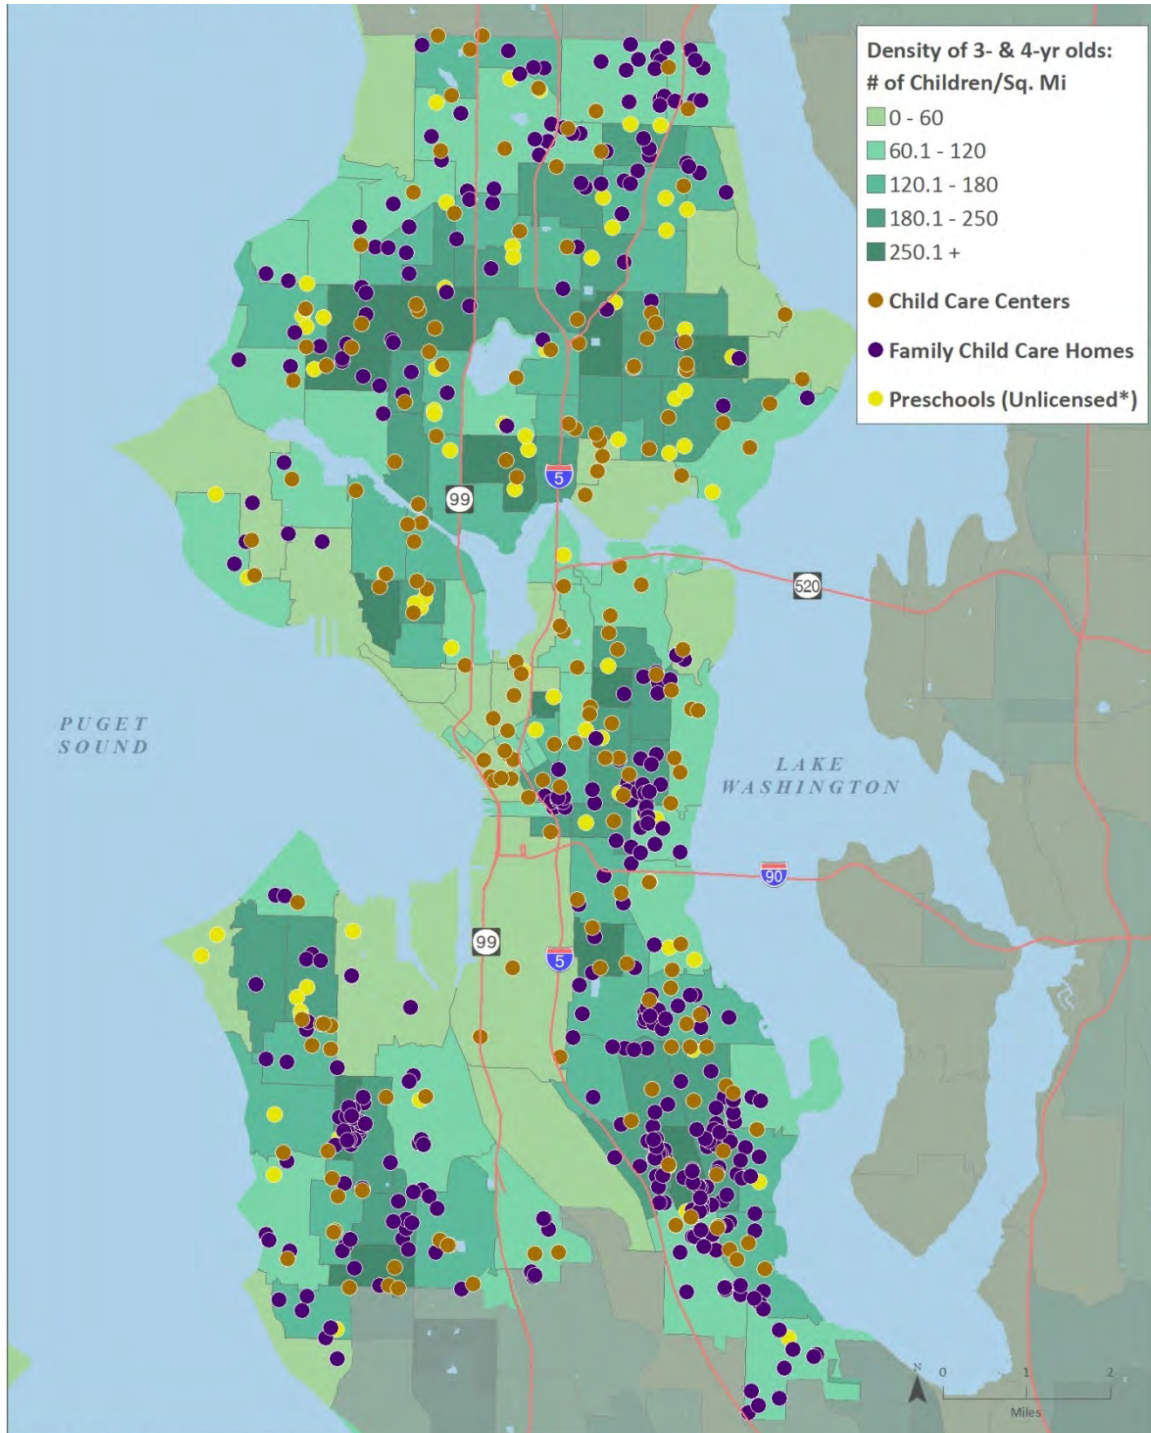 Density of 3- & 4-yr olds:
# of Children/Sq. Mi
0 - 60
60.1 - 120
120.1 - 180
180.1 - 250
250.1 +
Child Care Centers
Family Child Care Homes
Preschools (Unlicensed*)
5
99
520
PUGET
SOUND
LAKE
WASHINGTON
90
99
5
N
0 1 2
Miles